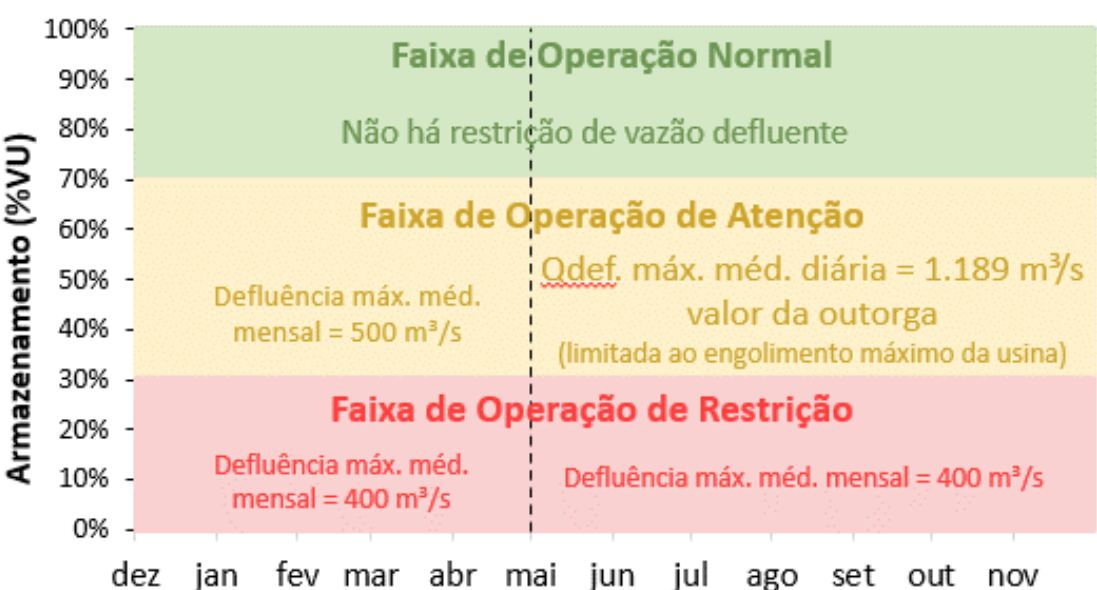 100%
90%
80%
70%
60%
50%
40%
30%
20%
10%
0%
Armazenamento (%VU)
Faixa de Operação Normal
Não há restrição de vazão defluente
Faixa de Operação de Atenção
Defluência máx. méd.
mensal = 500 m³/s
Qdef. máx. méd. diária = 1.189 m³/s
valor da outorga
(limitada ao engolimento máximo da usina)
Faixa de Operação de Restrição
Defluência máx. méd.
mensal = 400 m³/s
Defluência máx. méd. mensal = 400 m³/s
dez jan fev mar abr mai jun jul ago set out nov